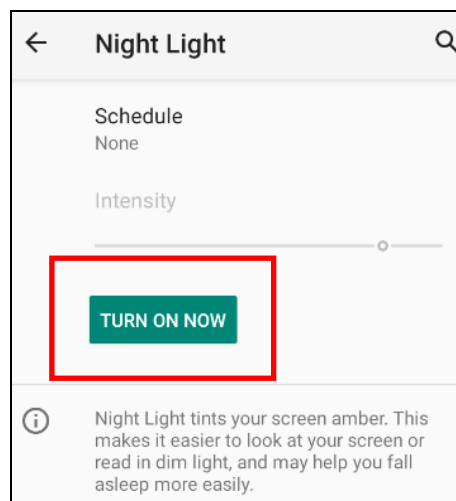 Night Light
Schedule
None
Intensity
TURN ON NOW
Night Light tints your screen amber. This
makes it easier to look at your screen or
read in dim light, and may help you fall
asleep more easily.